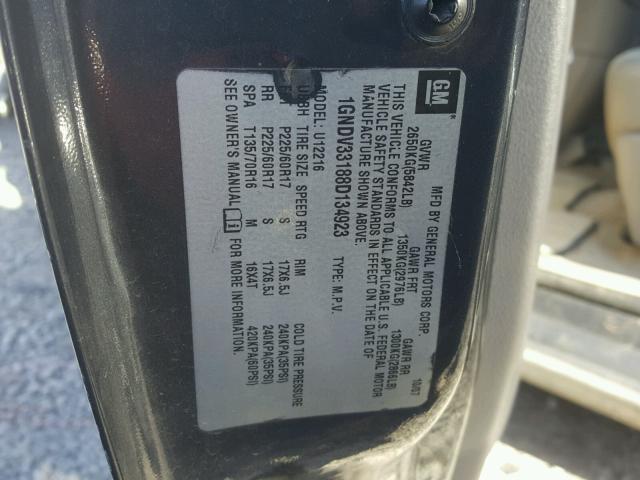 GM
MFD BY GENERAL MOTORS CORP. 10/07
GVWR GAWR FRT GAWR RR
2650KG(5842LB) 1350KG(2976LB) 1300KG(2866LB)
THIS VEHICLE CONFORMS TO ALL APPLICABLE U.S. FEDERAL MOTOR
VEHICLE SAFETY STANDARDS IN EFFECT ON THE DATE OF
MANUFACTURE SHOWN ABOVE.
1GNDV33188D134923 TYPE: M.P.V.
MODEL: U12216
TIRE SIZE SPEED RTG RIM COLD TIRE PRESSURE
P225/60R17 S 17X6.5J 240KPA(35PSI)
RR P225/60R17 S 17X6.5J 240KPA(35PSI)
SPA T135/70R16 M 16X4T 420KPA(60PSI)
SEE OWNER'S MANUAL FOR MORE INFORMATION.